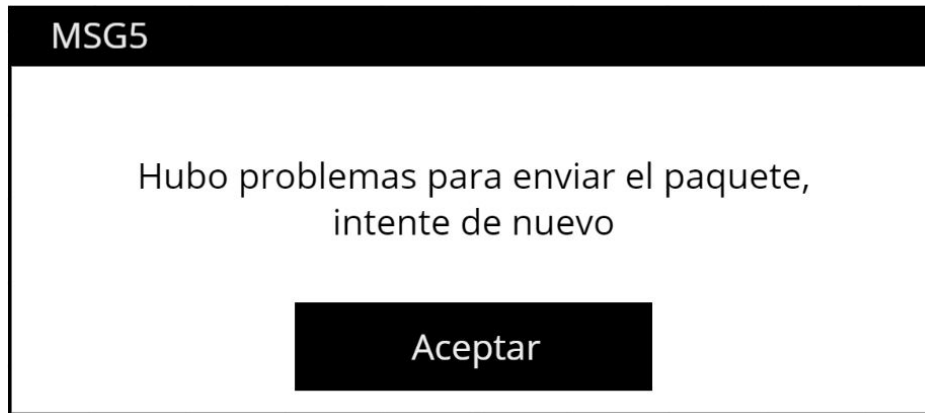 MSG5
Hubo problemas para enviar el paquete,
intente de nuevo
Aceptar